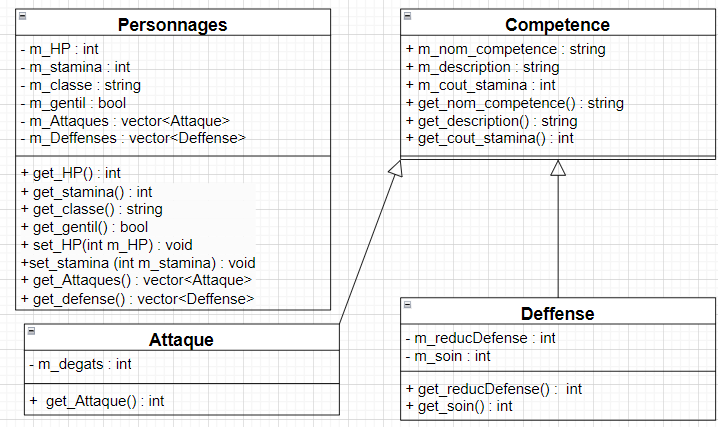 Personnages
- m_HP : int
- m_stamina : int
- m_classe : string
- m_gentil : bool
- m_Attaques : vector<Attaque>
- m_Deffenses : vector<Deffense>
+ get_HP() : int
+ get_stamina() : int
+ get_classe() : string
+ get_gentil() : bool
+ set_HP(int m_HP) : void
+set_stamina (int m_stamina) : void
+ get_Attaques() : vector<Attaque>
+ get_defense() : vector<Deffense>
Competence
+ m_nom_competence : string
+ m_description : string
+ m_cout_stamina : int
+ get_nom_competence() : string
+ get_description() : string
+ get_cout_stamina() : int
Attaque
- m_degats : int
+ get_Attaque() : int
Deffense
- m_reducDefense : int
- m_soin : int
+ get_reducDefense() : int
+ get_soin() : int